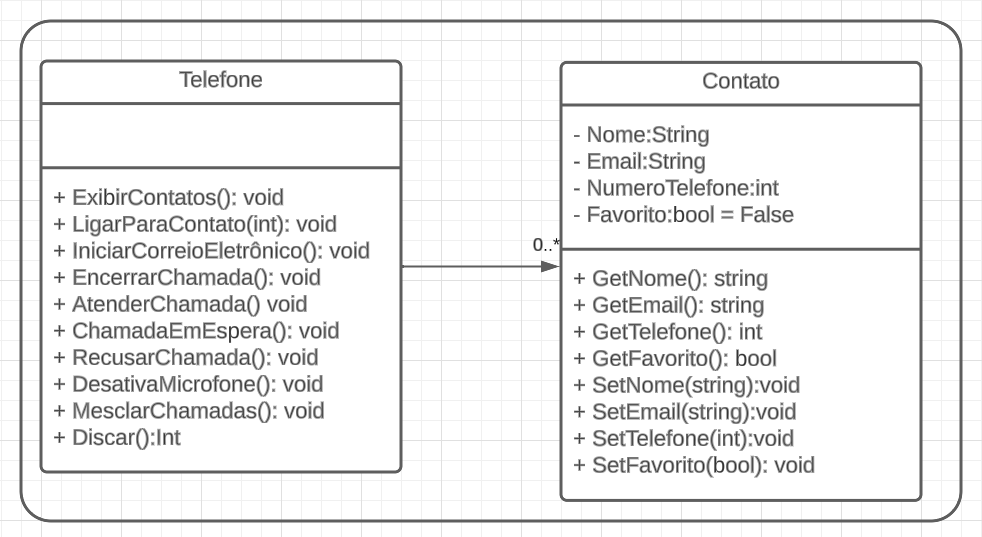 Telefone
+ ExibirContatos(): void
+ LigarParaContato(int): void
+ IniciarCorreioEletrônico(): void
+ EncerrarChamada(): void
+ AtenderChamada() void
+ ChamadaEmEspera(): void
+ RecusarChamada(): void
+ DesativaMicrofone(): void
+ MesclarChamadas(): void
+ Discar():Int
0..*
Contato
- Nome:String
- Email:String
- NumeroTelefone:int
- Favorito:bool = False
+ GetNome(): string
+ GetEmail(): string
+ GetTelefone(): int
+ GetFavorito(): bool
+ SetNome(string):void
+ SetEmail(string):void
+ SetTelefone(int):void
+ SetFavorito(bool): void